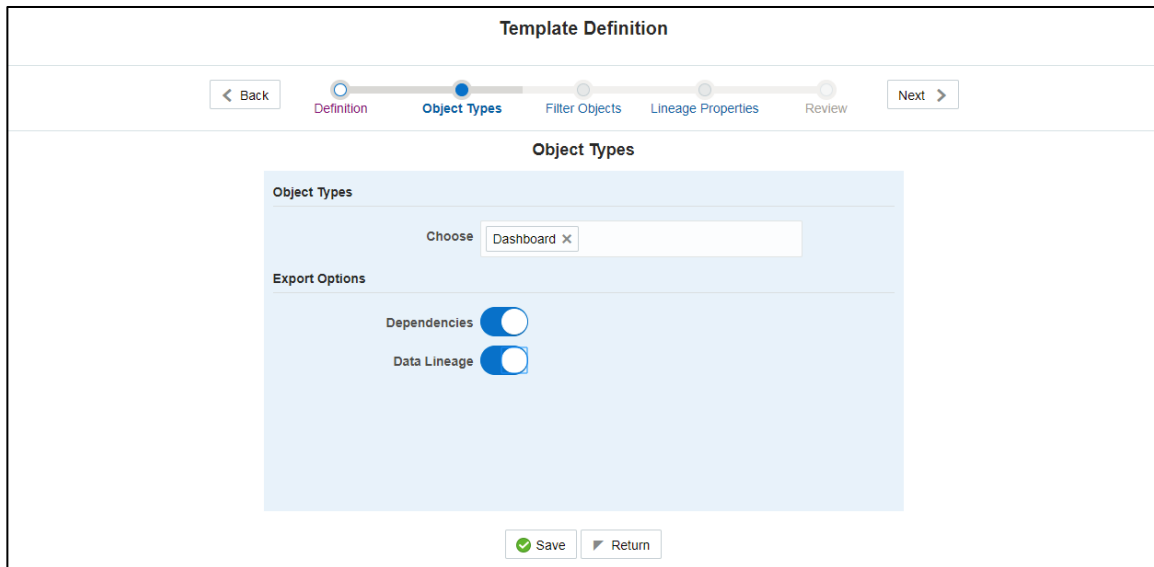 Template Definition
Back
Definition
Object Types
Filter Objects
Lineage Properties
Review
Next
Object Types
Object Types
Choose
Dashboard
Export Options
Dependencies
Data Lineage
Save
Return